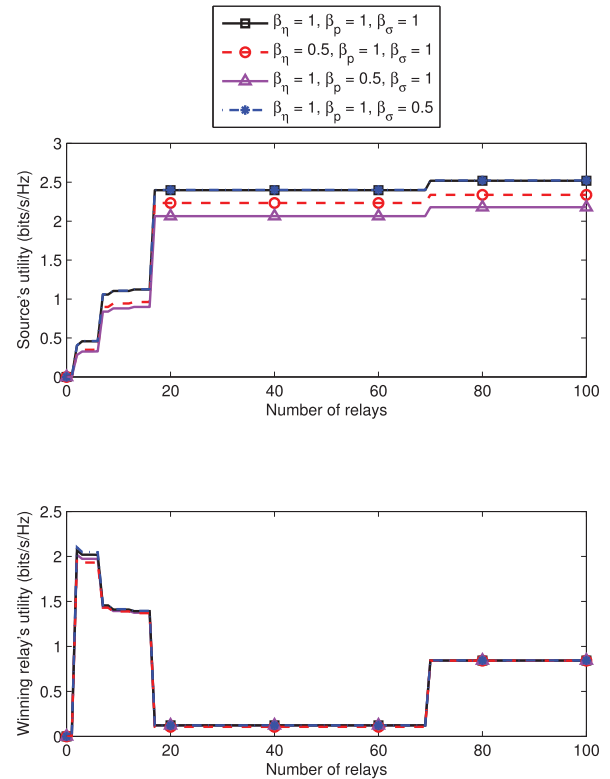 β_η = 1, β_p = 1, β_σ = 1
β_η = 0.5, β_p = 1, β_σ = 1
β_η = 1, β_p = 0.5, β_σ = 1
β_η = 1, β_p = 1, β_σ = 0.5
Source's utility (bits/s/Hz)
3
2.5
2
1.5
1
0.5
0
0 20 40 60 80 100
Number of relays
Winning relay's utility (bits/s/Hz)
2.5
2
1.5
1
0.5
0
0 20 40 60 80 100
Number of relays